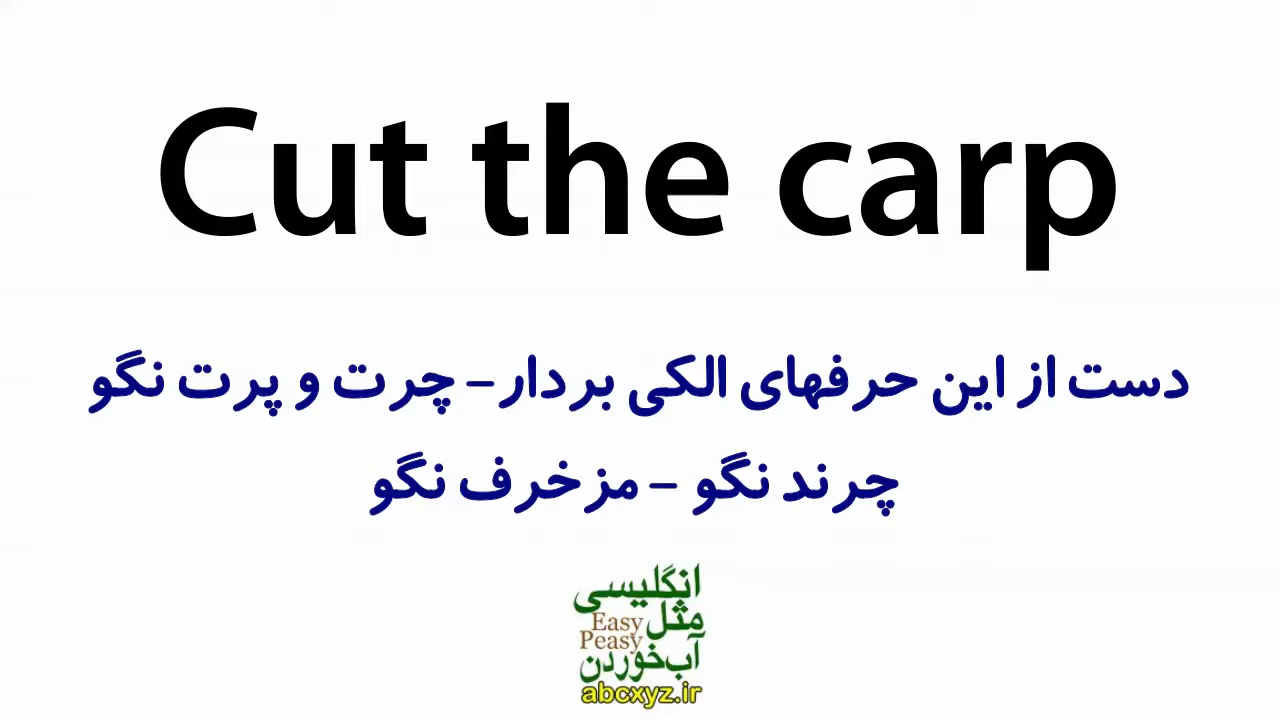 Cut the carp
دست از این حرفهای الکی بردار- چرت و پرت نگو
چرند نگو - مزخرف نگو
انگلیسی
مثل
Easy
Peasy
آب خوردن
abcxyz.ir